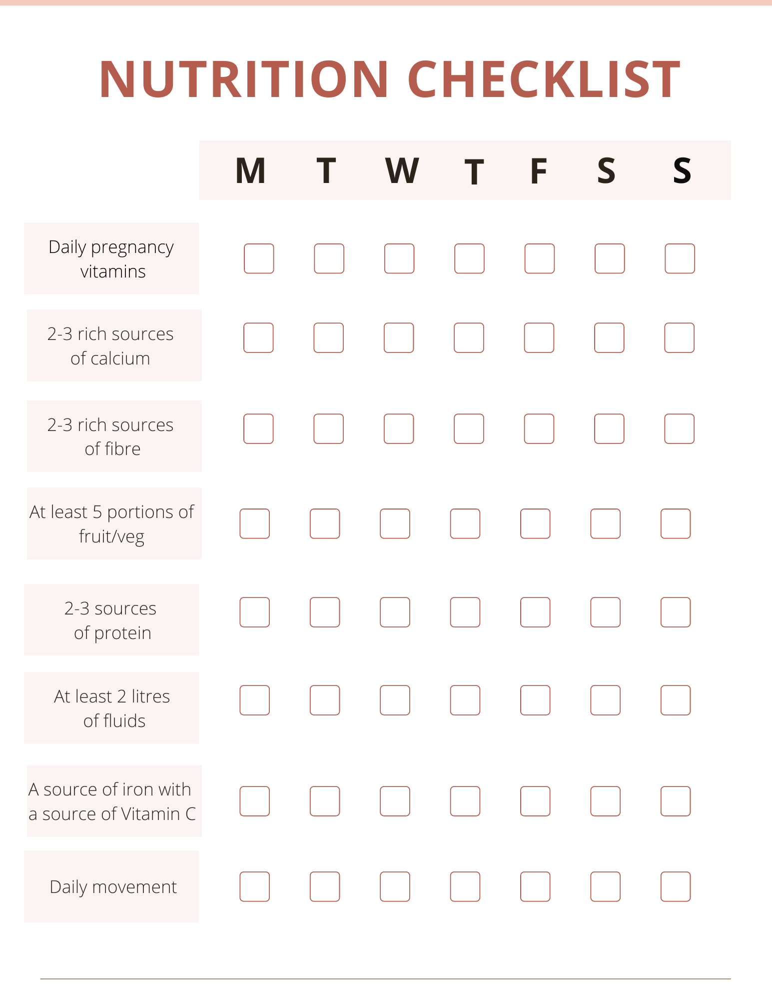 NUTRITION CHECKLIST
M T W T F S S
Daily pregnancy
vitamins
2-3 rich sources
of calcium
2-3 rich sources
of fibre
At least 5 portions of
fruit/veg
2-3 sources
of protein
At least 2 litres
of fluids
A source of iron with
a source of Vitamin C
Daily movement